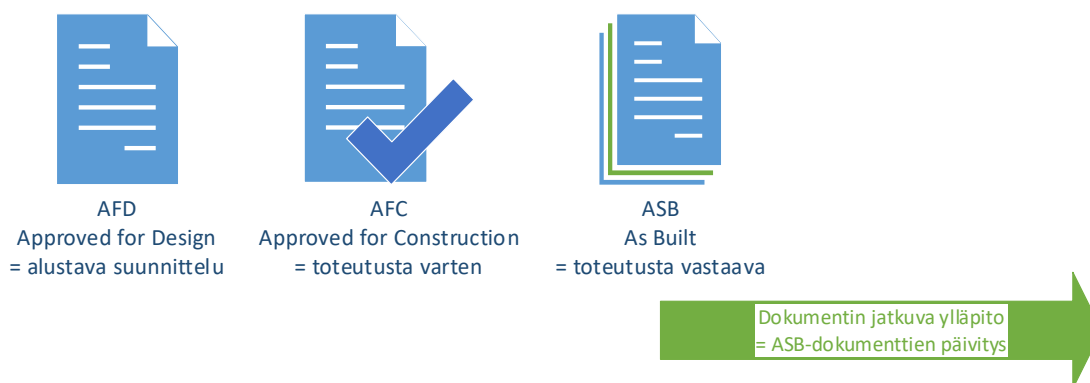 AFD
Approved for Design
= alustava suunnittelu
AFC
Approved for Construction
= toteutusta varten
ASB
As Built
= toteutusta vastaava
Dokumentin jatkuva ylläpito
= ASB-dokumenttien päivitys